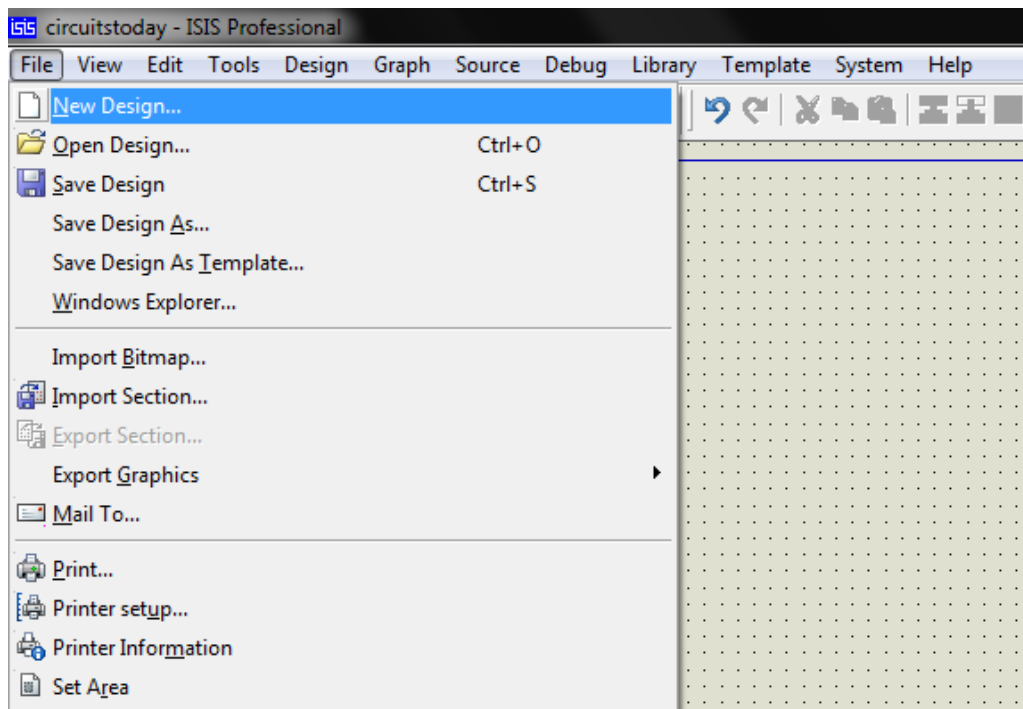 isis circuitstoday - ISIS Professional
File View Edit Tools Design Graph Source Debug Library Template System Help
New Design...
Open Design... Ctrl+O
Save Design Ctrl+S
Save Design As...
Save Design As Template...
Windows Explorer...
Import Bitmap...
Import Section...
Export Section...
Export Graphics
Mail To...
Print...
Printer setup...
Printer Information
Set Area